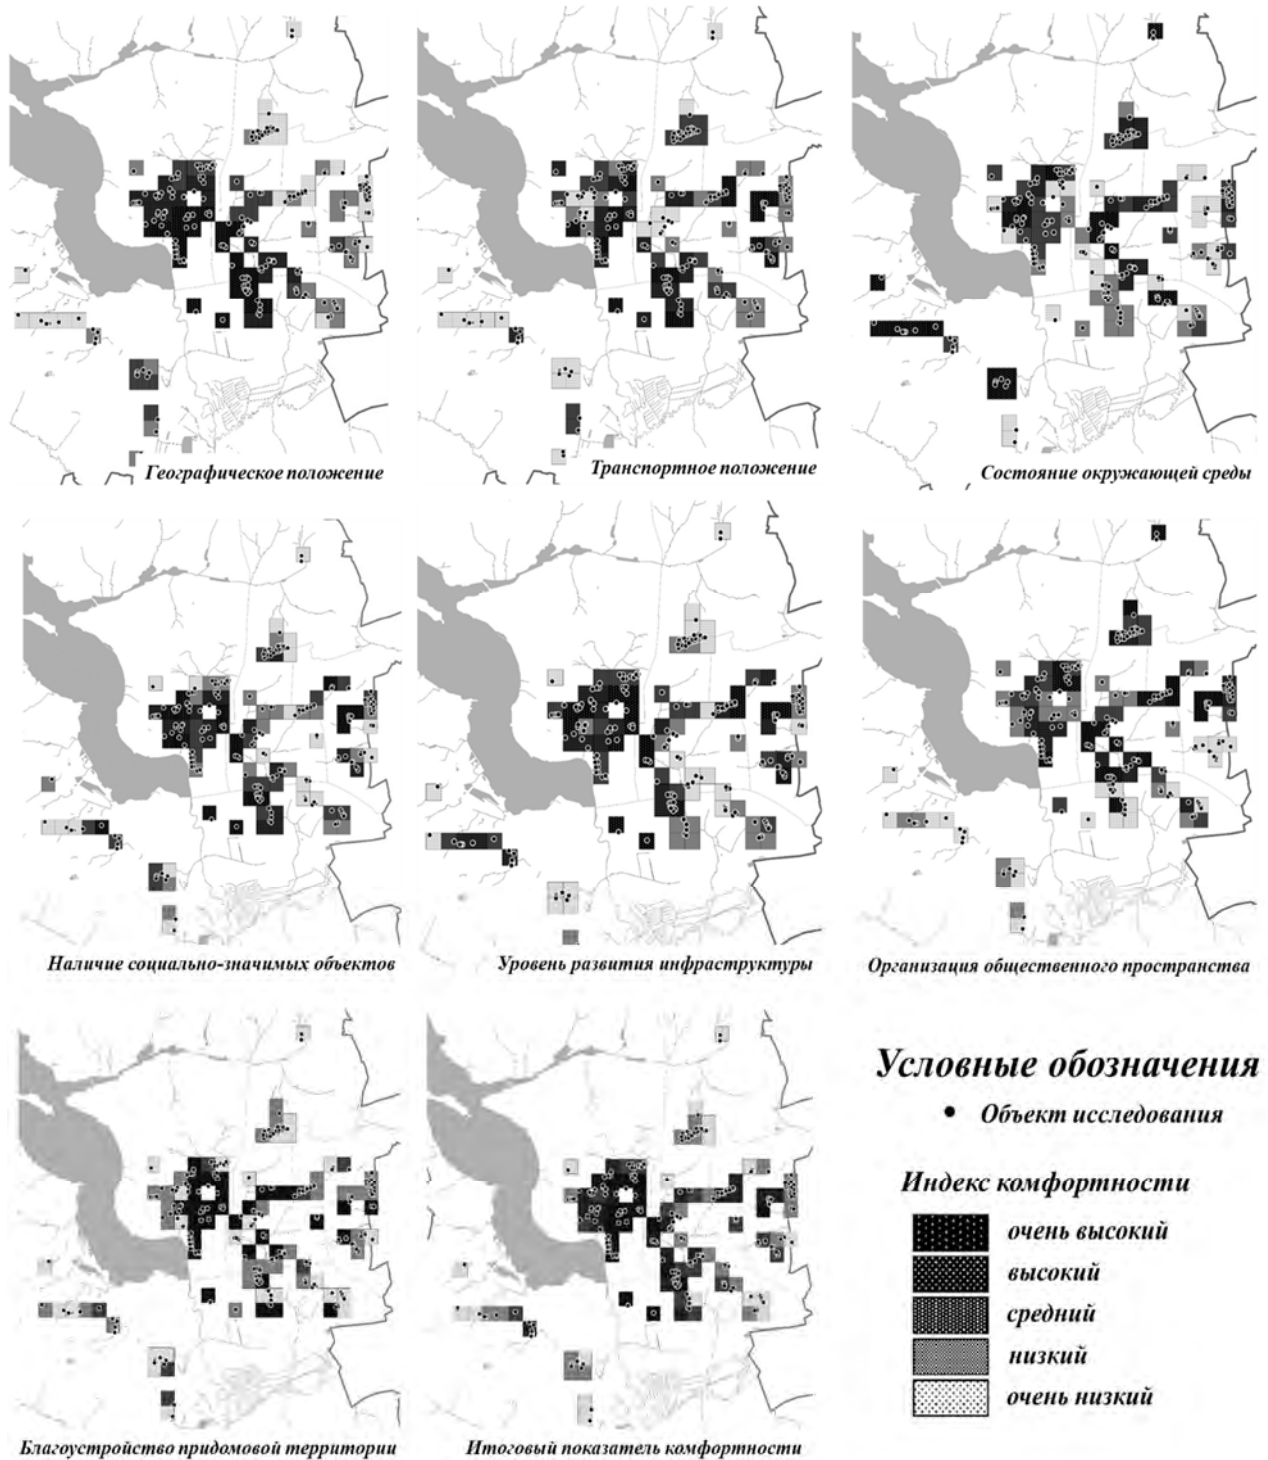 Географическое положение
Транспортное положение
Состояние окружающей среды
Наличие социально-значимых объектов
Уровень развития инфраструктуры
Организация общественного пространства
Условные обозначения
Объект исследования
Индекс комфортности
очень высокий
высокий
средний
низкий
очень низкий
Благоустройство придомовой территории
Итоговый показатель комфортности